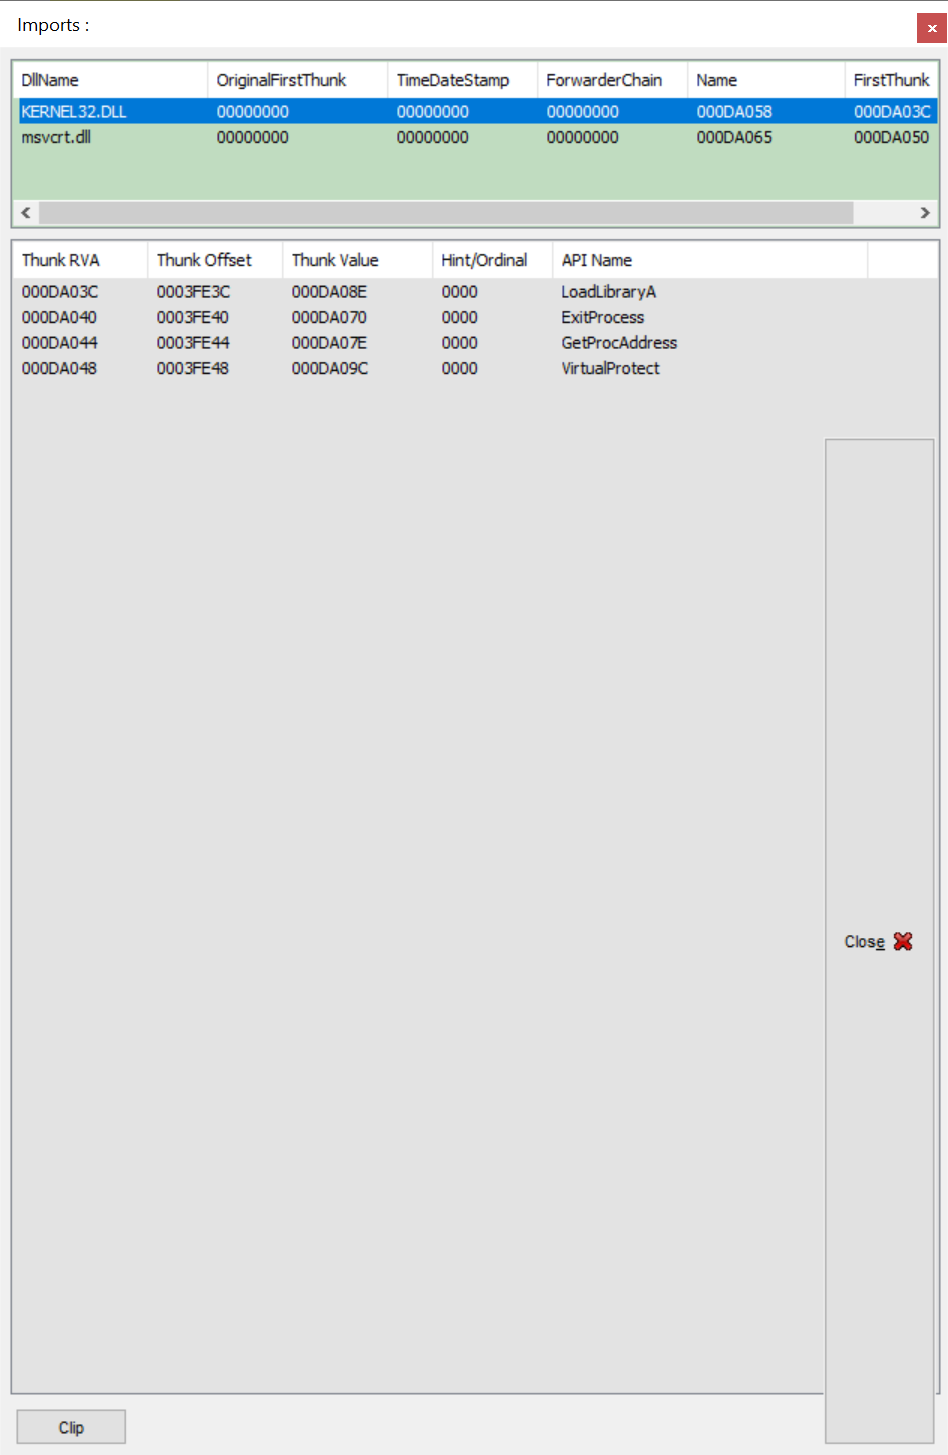 Imports :
DllName OriginalFirstThunk TimeDateStamp ForwarderChain Name FirstThunk
KERNEL32.DLL 00000000 00000000 00000000 000DA058 000DA03C
msvcrt.dll 00000000 00000000 00000000 000DA065 000DA050
Thunk RVA Thunk Offset Thunk Value Hint/Ordinal API Name
000DA03C 0003FE3C 000DA08E 0000 LoadLibraryA
000DA040 0003FE40 000DA070 0000 ExitProcess
000DA044 0003FE44 000DA07E 0000 GetProcAddress
000DA048 0003FE48 000DA09C 0000 VirtualProtect
Close
Clip